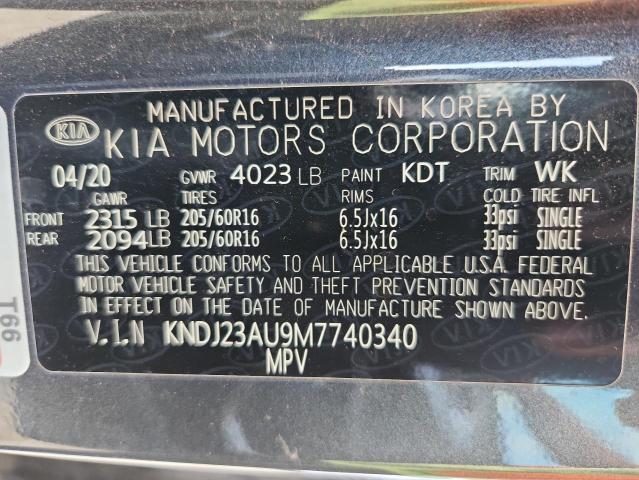 MANUFACTURED IN KOREA BY
KIA KIA MOTORS CORPORATION
04/20 GVWR 4023 LB PAINT KDT TRIM WK
GAWR TIRES RIMS COLD TIRE INFL
FRONT 2315 LB 205/60R16 6.5Jx16 33psi SINGLE
REAR 2094LB 205/60R16 6.5Jx16 33psi SINGLE
THIS VEHICLE CONFORMS TO ALL APPLICABLE U.S.A. FEDERAL
MOTOR VEHICLE SAFETY AND THEFT PREVENTION STANDARDS
IN EFFECT ON THE DATE OF MANUFACTURE SHOWN ABOVE.
V.I.N KNDJ23AU9M7740340
MPV
T66